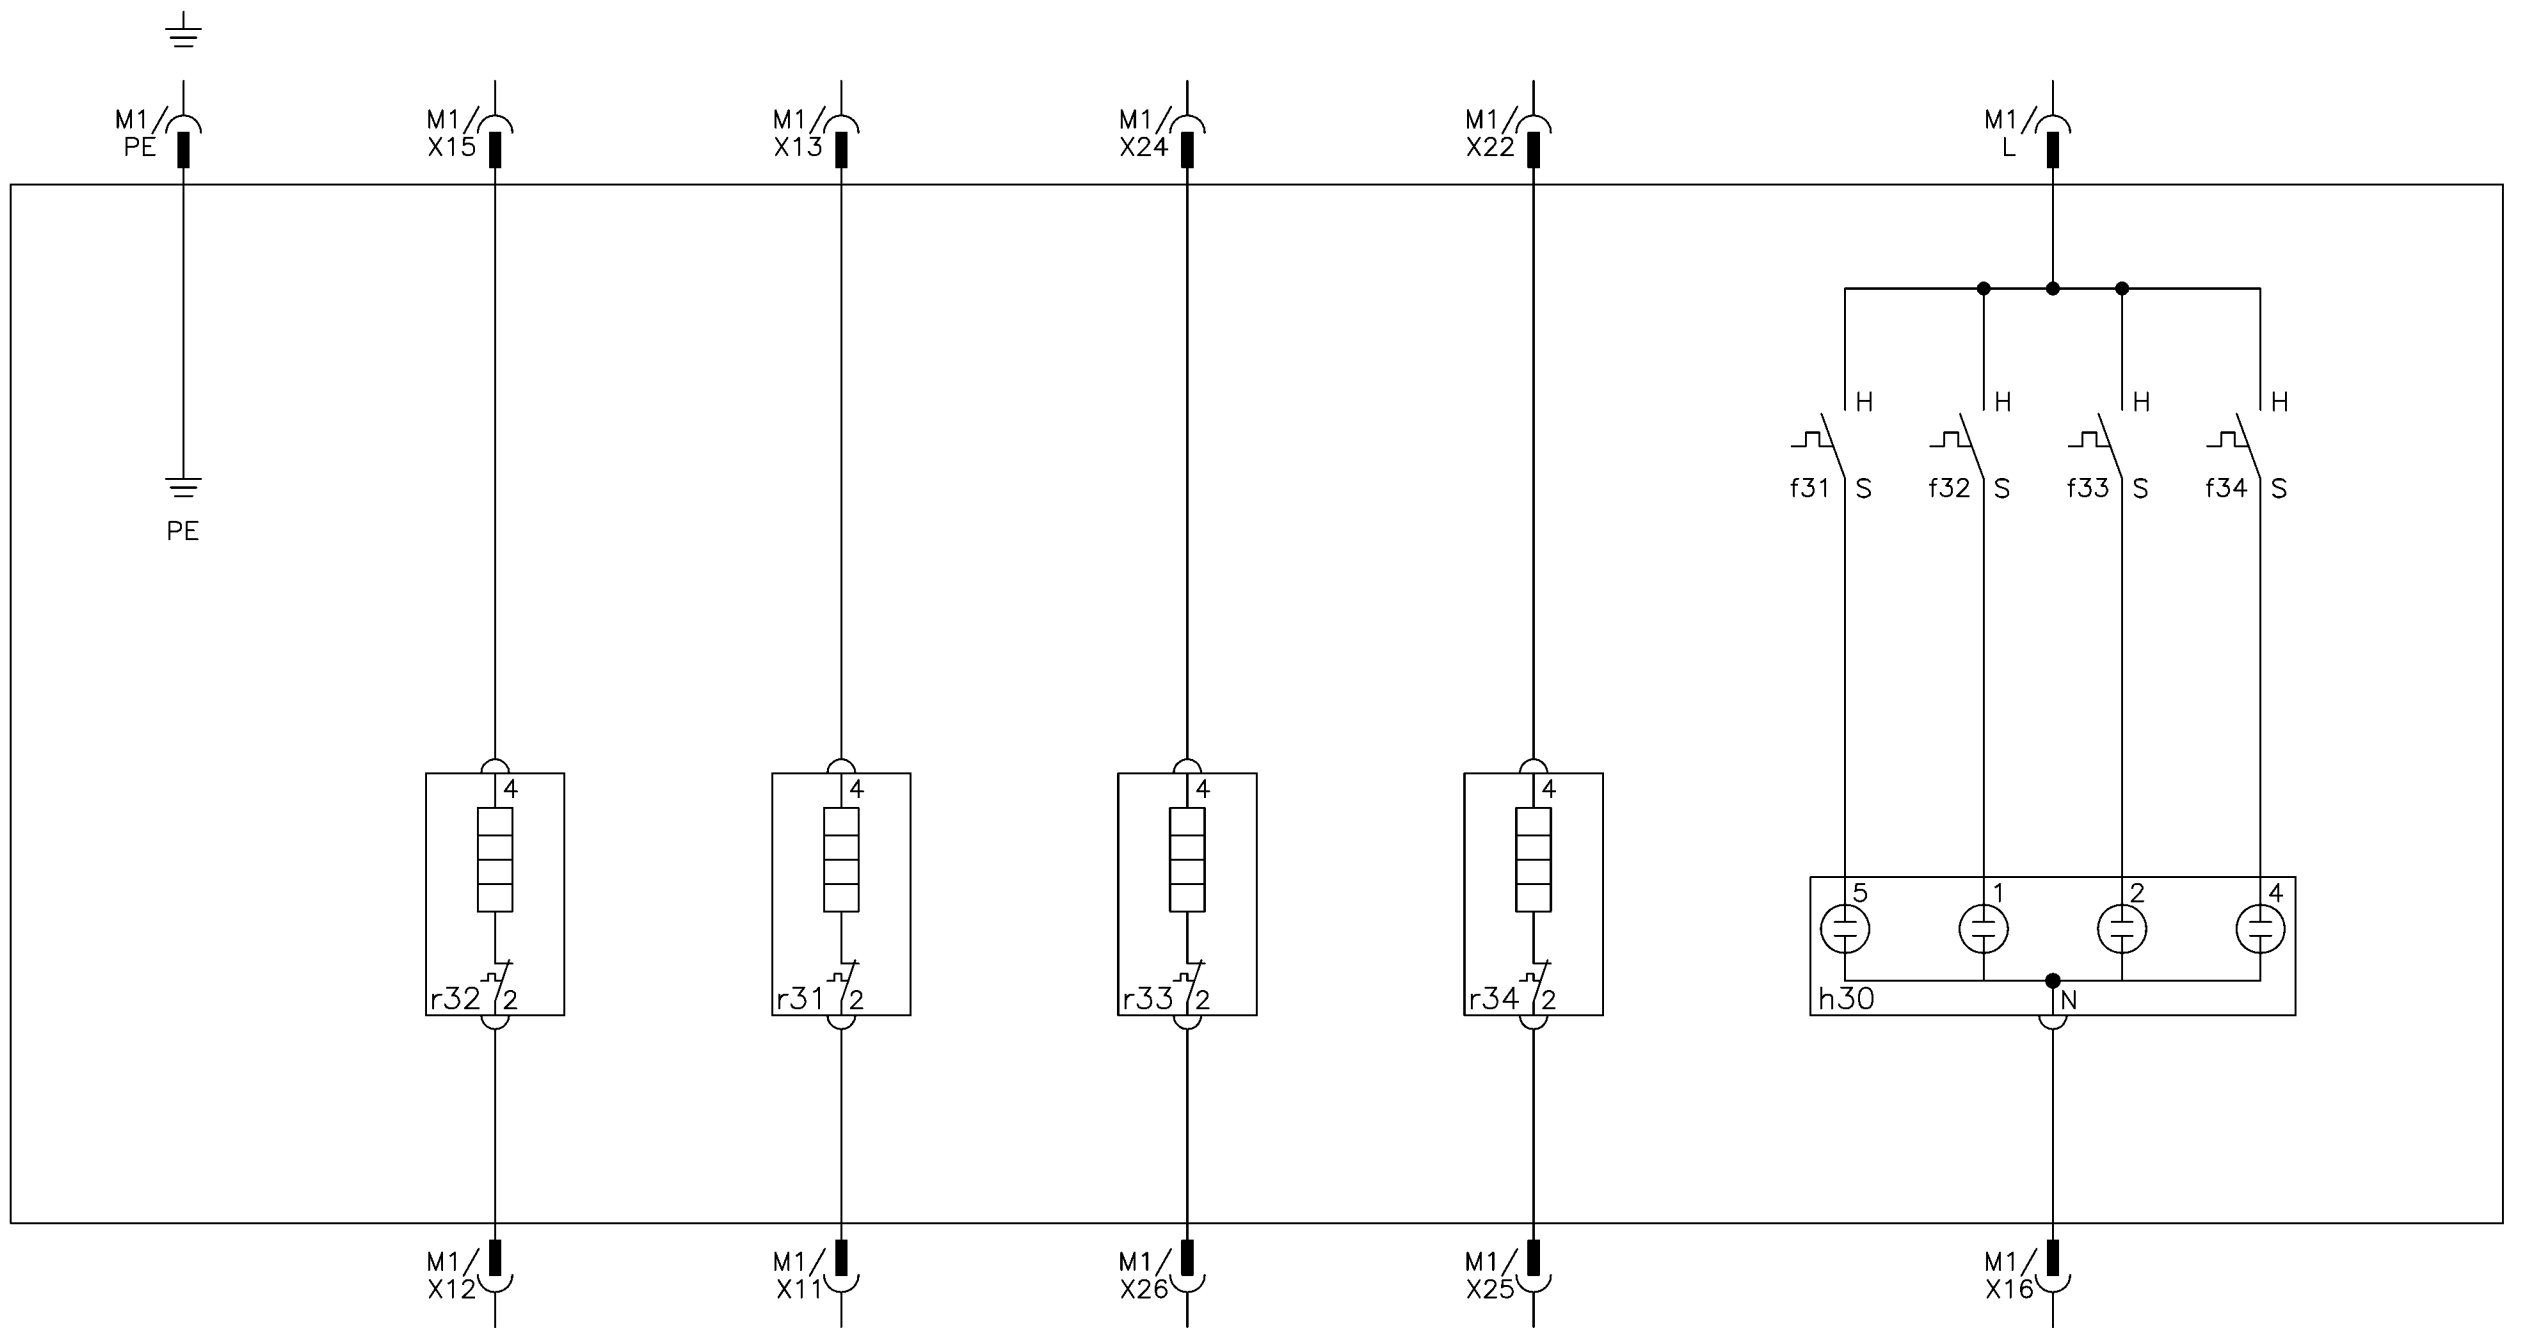 M1/ M1/ M1/ M1/ M1/ M1/
PE X15 X13 X24 X22 L
H H H H
f31 S f32 S f33 S f34 S
PE
4 4 4 4
5 1 2 4
r32 2 r31 2 r33 2 r34 2 h30 N
M1/ M1/ M1/ M1/ M1/
X12 X11 X26 X25 X16